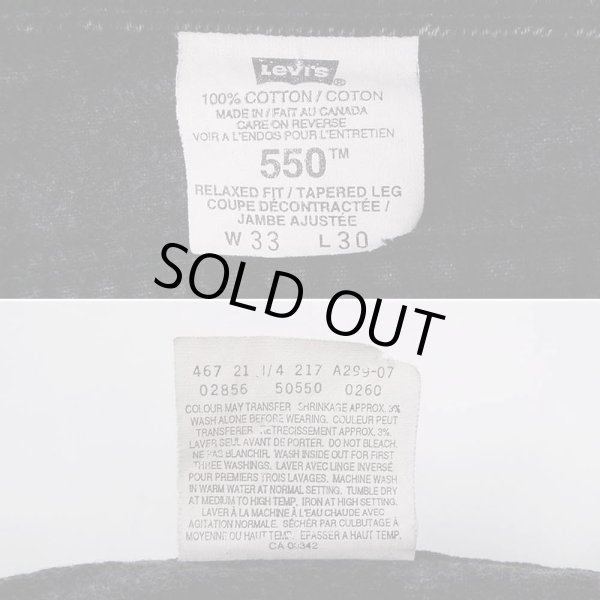 Levi's ®
100% COTTON / COTON
MADE IN / FAIT AU CANADA
CARE ON REVERSE
VOIR A L'ENDOS POUR L'ENTRETIEN
550™
RELAXED FIT / TAPERED LEG
COUPE DÉCONTRACTÉE /
JAMBE AJUSTÉE
W 33 L 30
SOLD OUT
467 21 1/4 217 A299-07
02856 50550 0260
COLOUR MAY TRANSFER SHRINKAGE APPROX. 3%
WASH ALONE BEFORE WEARING. COULEUR PEUT
TRANSFERER RETRECISSEMENT APPROX. 3%
LAVER SEUL AVANT DE PORTER. DO NOT BLEACH.
NE PAS BLANCHIR. WASH INSIDE OUT FOR FIRST
THREE WASHINGS. LAVER AVEC LINGE INVERSÉ
POUR PREMIERS TROIS LAVAGES. MACHINE WASH
IN WARM WATER AT NORMAL SETTING. TUMBLE DRY
AT MEDIUM TO HIGH TEMP. IRON AT HIGH TEMP.
LAVER À LA MACHINE À L'EAU CHAUDE AVEC
AGITATION NORMALE. SÉCHER PAR CULBUTAGE À
MOYENNE OU HAUT TEMP. EPASSER A HAUT TEMP.
CA 00342